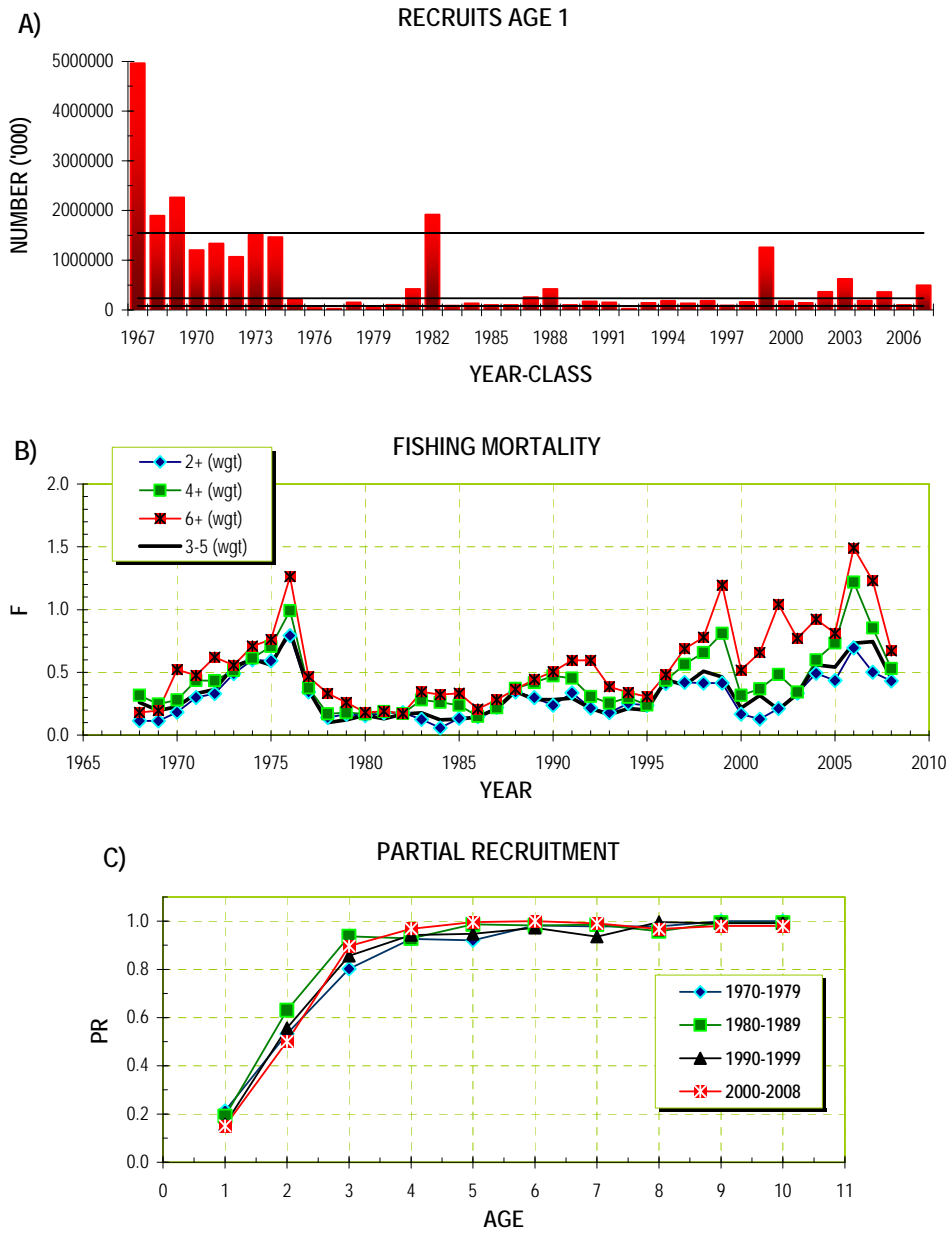 A)
RECRUITS AGE 1
NUMBER ('000)
5000000
4000000
3000000
2000000
1000000
0
1967 1970 1973 1976 1979 1982 1985 1988 1991 1994 1997 2000 2003 2006
YEAR-CLASS
B)
FISHING MORTALITY
2+ (wgt)
4+ (wgt)
6+ (wgt)
3-5 (wgt)
F
2.0
1.5
1.0
0.5
0.0
1965 1970 1975 1980 1985 1990 1995 2000 2005 2010
YEAR
C)
PARTIAL RECRUITMENT
PR
1.0
0.8
0.6
0.4
0.2
0.0
1970-1979
1980-1989
1990-1999
2000-2008
0 1 2 3 4 5 6 7 8 9 10 11
AGE